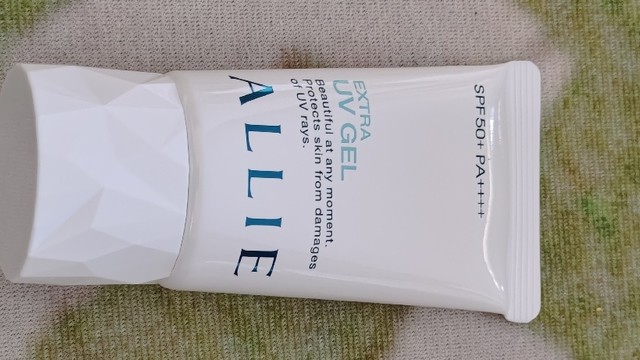 SPF50+ PA++++
EXTRA
UV GEL
Beautiful at any moment.
Protects skin from damages
of UV rays.
ALLIE